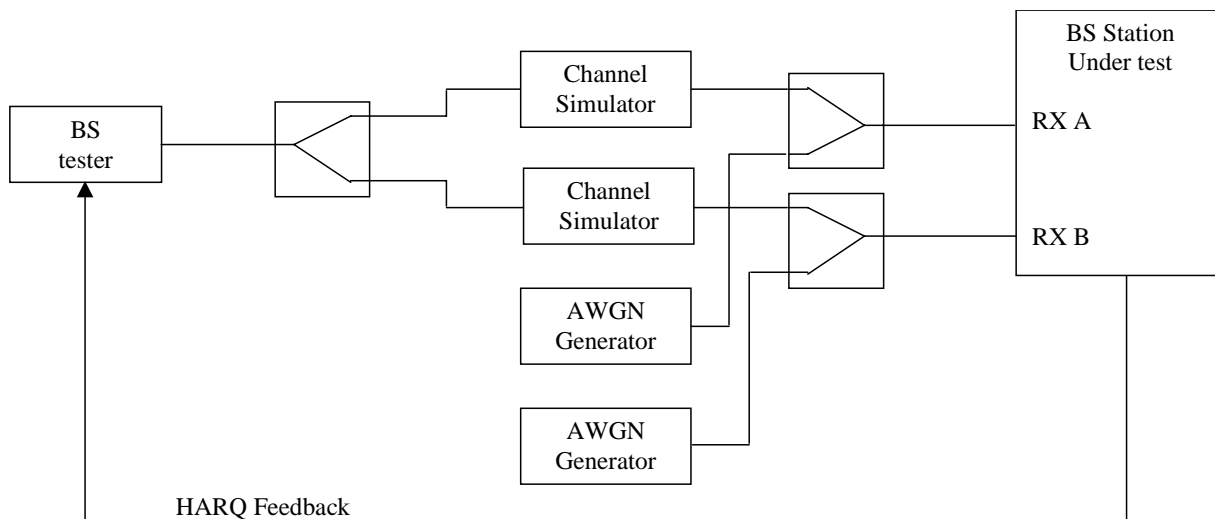 BS Station
Under test
Channel
Simulator
BS
tester
RX A
Channel
Simulator
RX B
AWGN
Generator
AWGN
Generator
HARQ Feedback